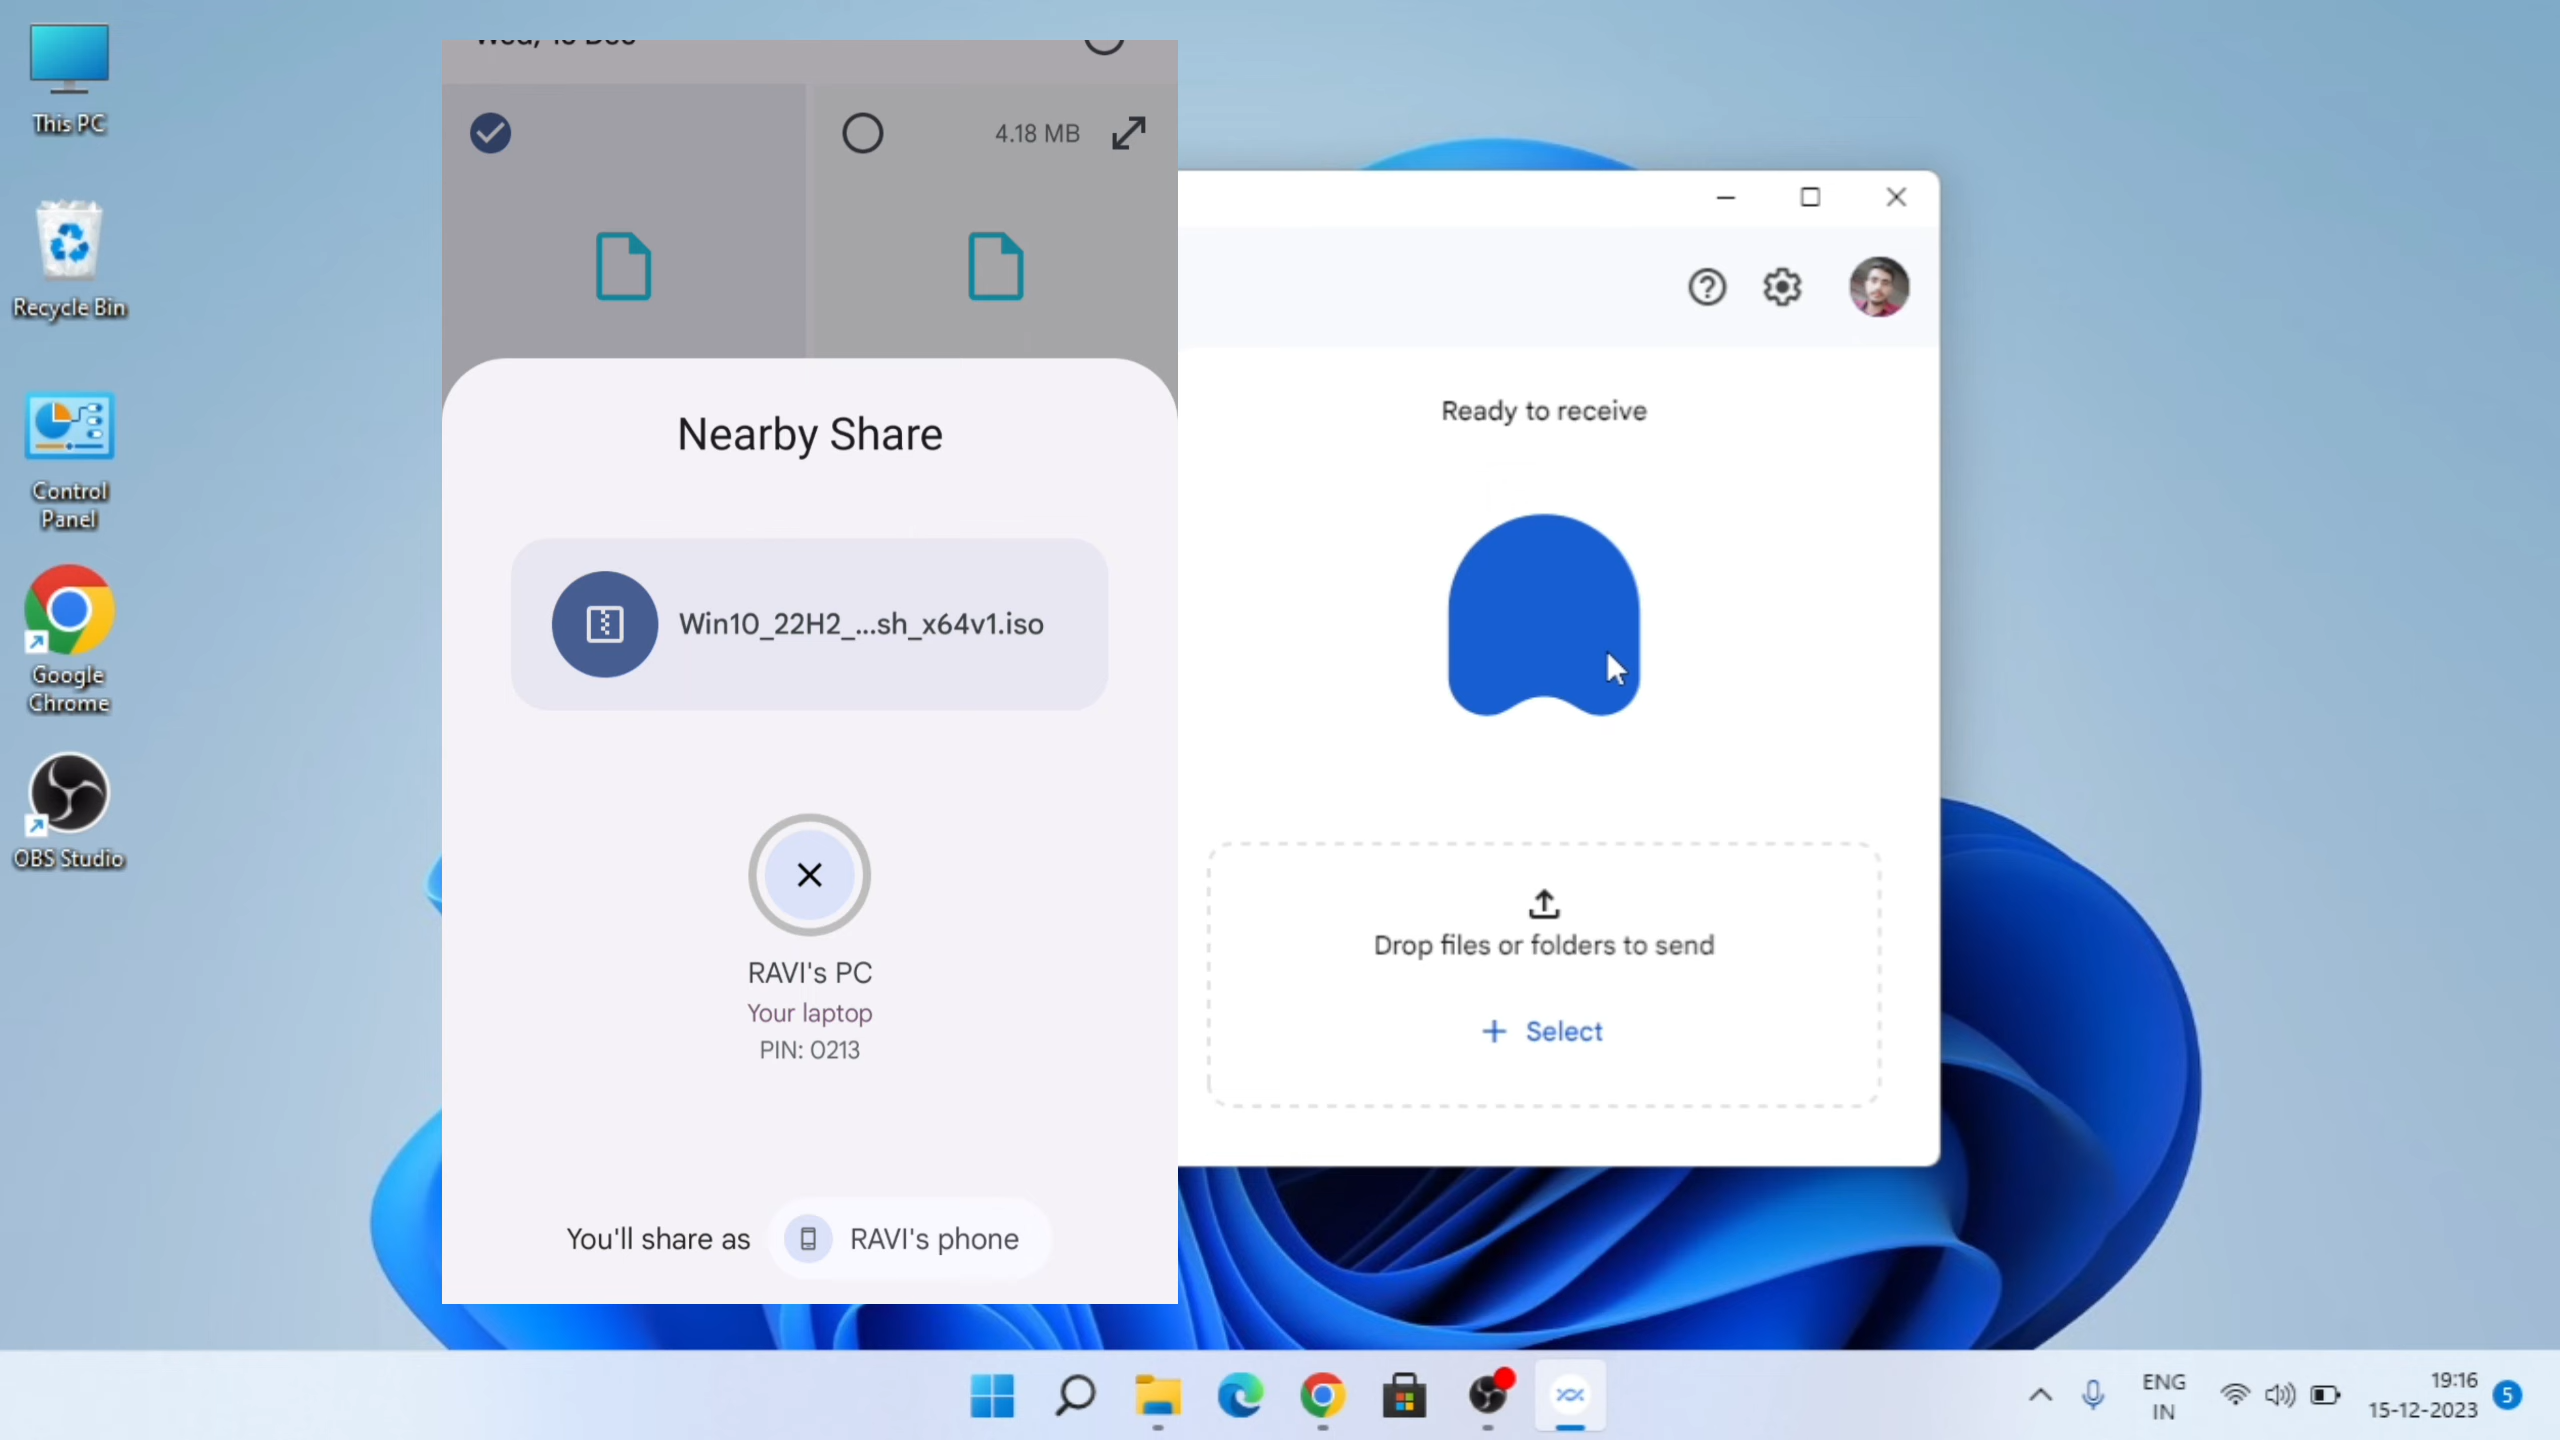 This PC
Recycle Bin
Control
Panel
Google
Chrome
OBS Studio
4.18 MB
Nearby Share
Win10_22H2_...sh_x64v1.iso
RAVI's PC
Your laptop
PIN: 0213
You'll share as
RAVI's phone
Ready to receive
Drop files or folders to send
+ Select
ENG
IN
19:16
15-12-2023
5